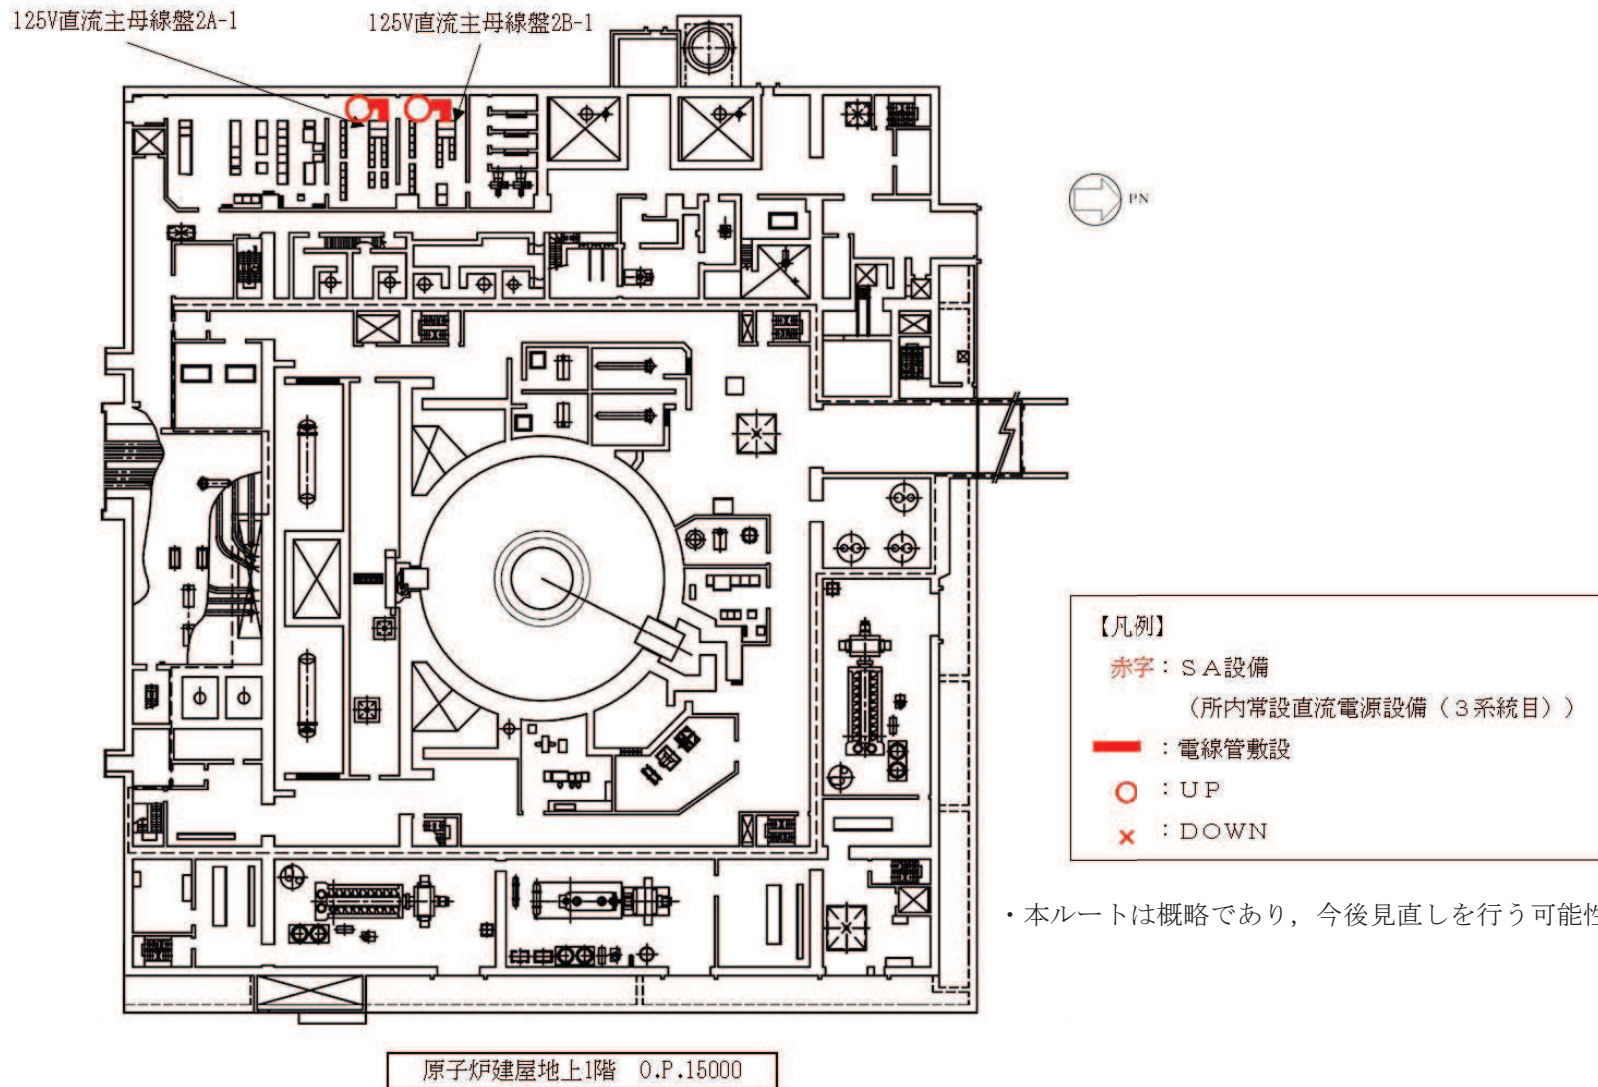 125V直流主母線盤2A-1
125V直流主母線盤2B-1
PN
【凡例】
赤字：ＳＡ設備
（所内常設直流電源設備（３系統目））
：電線管敷設
：ＵＰ
：ＤＯＷＮ
・本ルートは概略であり，今後見直しを行う可能性
原子炉建屋地上1階　O.P.15000